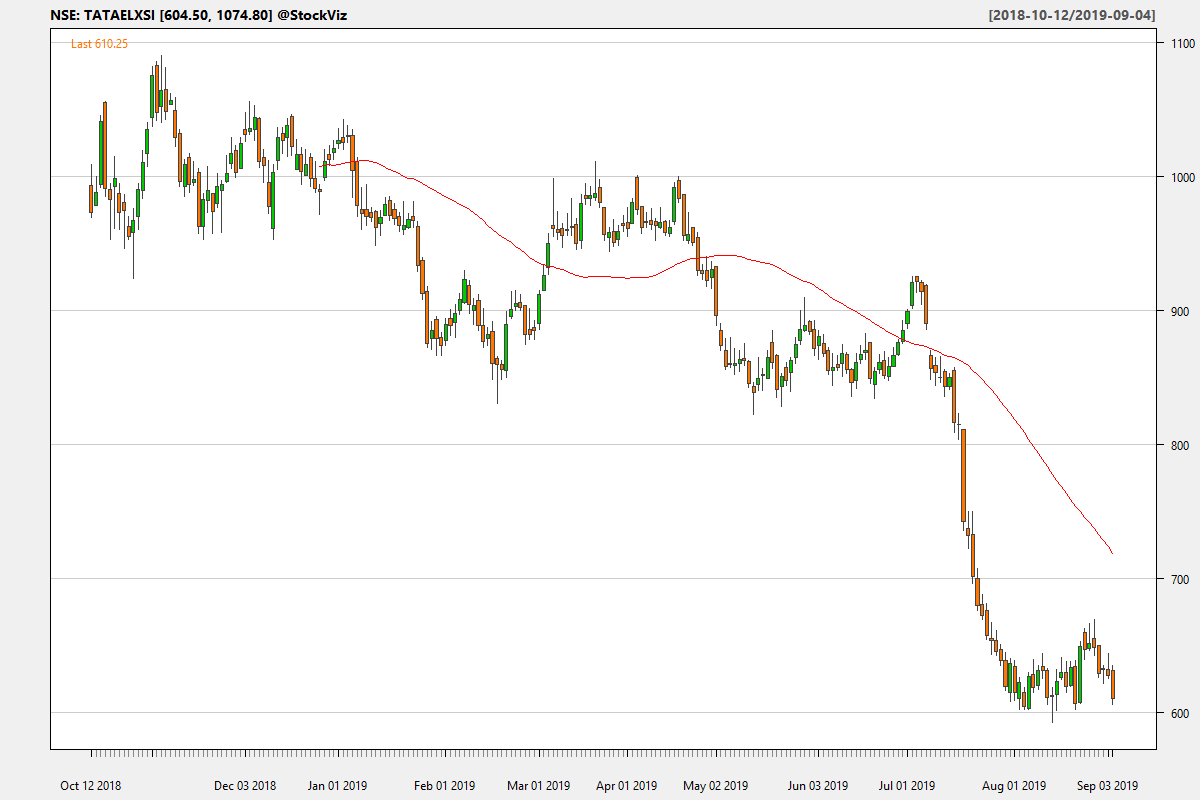 NSE: TATAELXSI [604.50, 1074.80] @StockViz
[2018-10-12/2019-09-04]
Last 610.25
1100
1000
900
800
700
600
Oct 12 2018
Dec 03 2018
Jan 01 2019
Feb 01 2019
Mar 01 2019
Apr 01 2019
May 02 2019
Jun 03 2019
Jul 01 2019
Aug 01 2019
Sep 03 2019